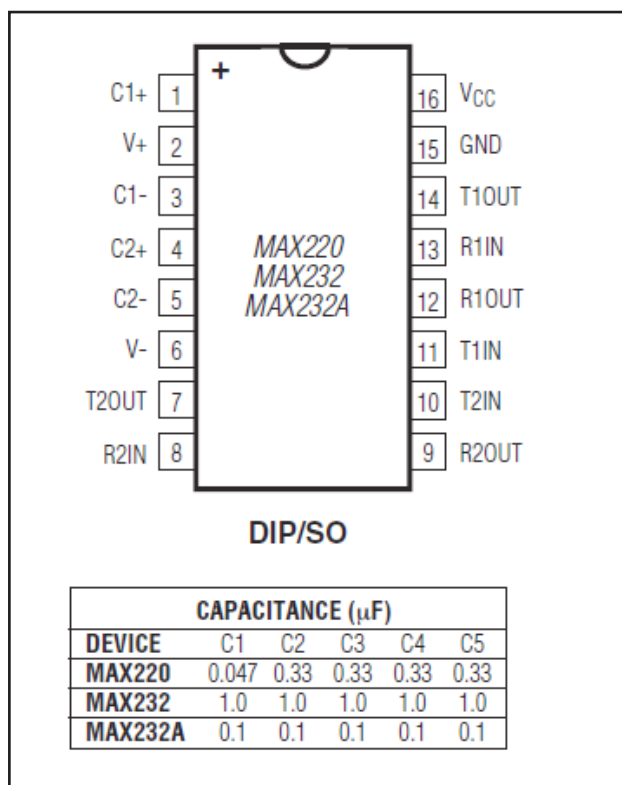 +
C1+ 1
V+ 2
C1- 3
C2+ 4
C2- 5
V- 6
T2OUT 7
R2IN 8
MAX220
MAX232
MAX232A
16 VCC
15 GND
14 T1OUT
13 R1IN
12 R1OUT
11 T1IN
10 T2IN
9 R2OUT
DIP/SO
CAPACITANCE (μF)
DEVICE C1 C2 C3 C4 C5
MAX220 0.047 0.33 0.33 0.33 0.33
MAX232 1.0 1.0 1.0 1.0 1.0
MAX232A 0.1 0.1 0.1 0.1 0.1